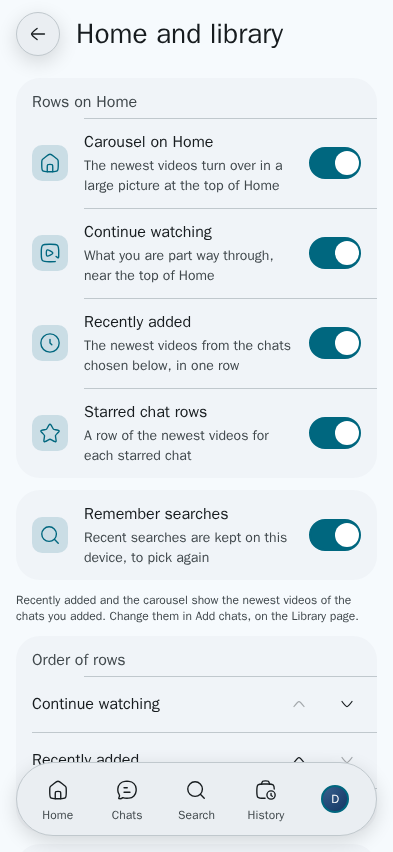 Home and library
Rows on Home
Carousel on Home
The newest videos turn over in a
large picture at the top of Home
Continue watching
What you are part way through,
near the top of Home
Recently added
The newest videos from the chats
chosen below, in one row
Starred chat rows
A row of the newest videos for
each starred chat
Remember searches
Recent searches are kept on this
device, to pick again
Recently added and the carousel show the newest videos of the
chats you added. Change them in Add chats, on the Library page.
Order of rows
Continue watching
Recently added
Home
Chats
Search
History
D